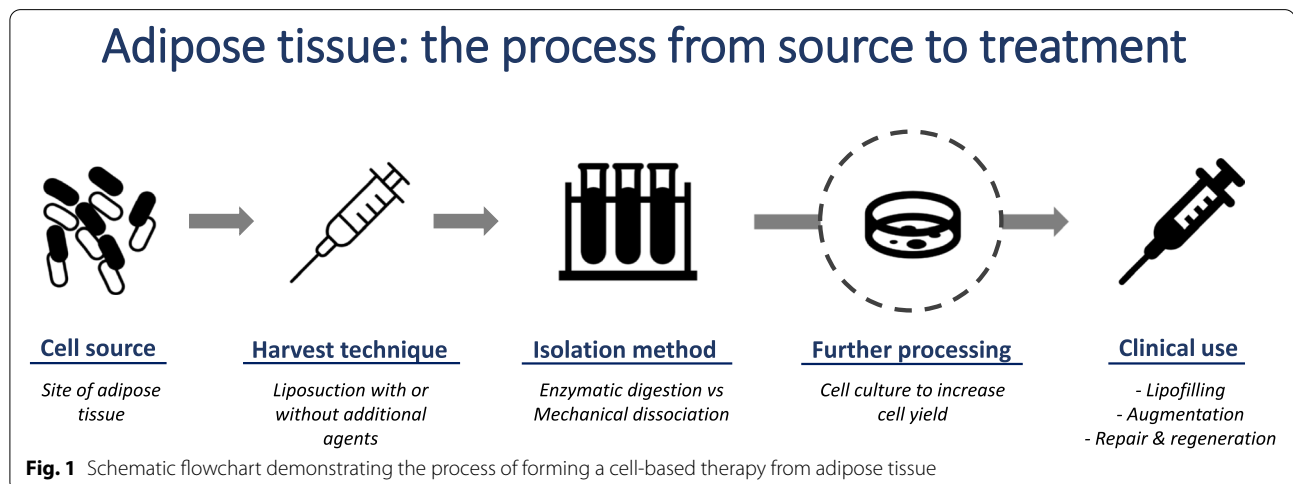 Adipose tissue: the process from source to treatment
Cell source
Site of adipose
tissue
Harvest technique
Liposuction with or
without additional
agents
Isolation method
Enzymatic digestion vs
Mechanical dissociation
Further processing
Cell culture to increase
cell yield
Clinical use
- Lipofilling
- Augmentation
- Repair & regeneration
Fig. 1 Schematic flowchart demonstrating the process of forming a cell-based therapy from adipose tissue